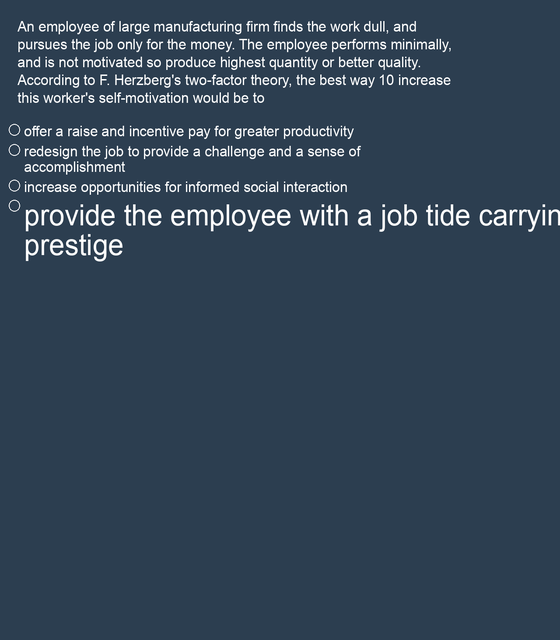 An employee of large manufacturing firm finds the work dull, and
pursues the job only for the money. The employee performs minimally,
and is not motivated so produce highest quantity or better quality.
According to F. Herzberg's two-factor theory, the best way 10 increase
this worker's self-motivation would be to
offer a raise and incentive pay for greater productivity
redesign the job to provide a challenge and a sense of
accomplishment
increase opportunities for informed social interaction
provide the employee with a job tide carryin
prestige